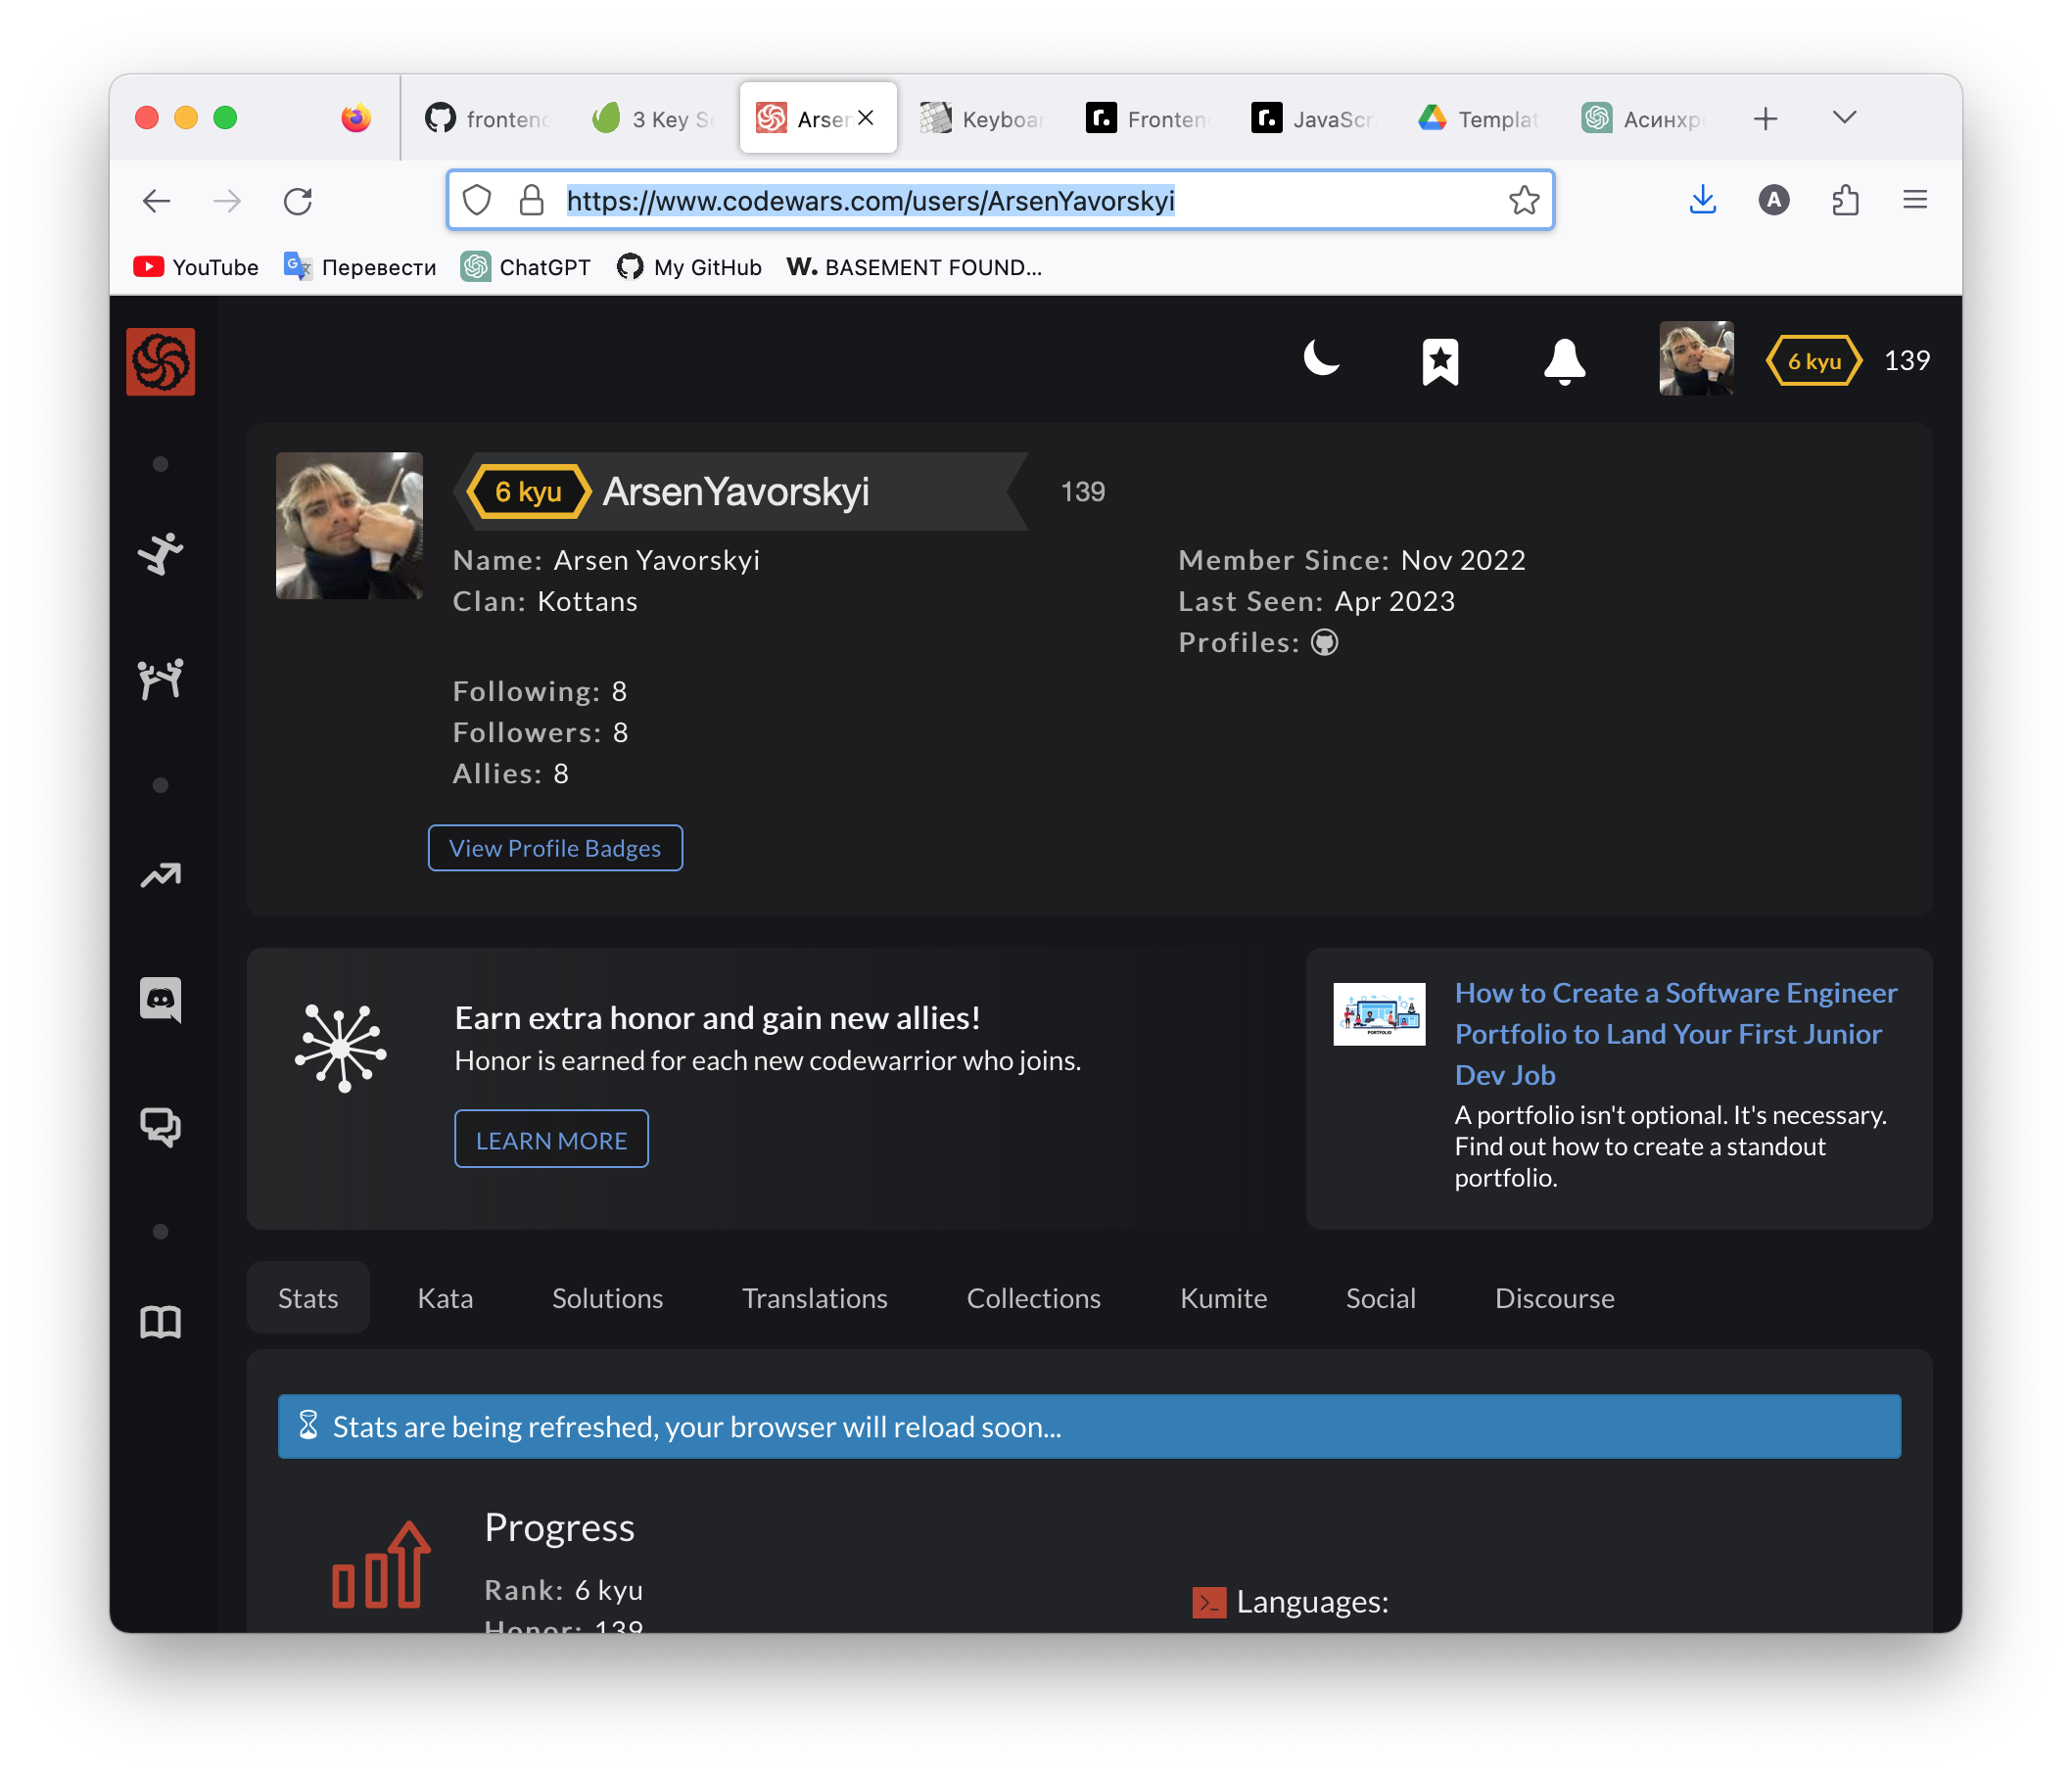 frontend
3 Key Sc
Arsen
Keyboar
Fronten
JavaScr
Templat
Асинхр
https://www.codewars.com/users/ArsenYavorskyi
A
YouTube
Перевести
ChatGPT
My GitHub
W. BASEMENT FOUND...
6 kyu
139
6 kyu ArsenYavorskyi
139
Name: Arsen Yavorskyi
Clan: Kottans
Member Since: Nov 2022
Last Seen: Apr 2023
Profiles:
Following: 8
Followers: 8
Allies: 8
View Profile Badges
Earn extra honor and gain new allies!
Honor is earned for each new codewarrior who joins.
LEARN MORE
PORTFOLIO
How to Create a Software Engineer
Portfolio to Land Your First Junior
Dev Job
A portfolio isn't optional. It's necessary.
Find out how to create a standout
portfolio.
Stats
Kata
Solutions
Translations
Collections
Kumite
Social
Discourse
Stats are being refreshed, your browser will reload soon...
Progress
Rank: 6 kyu
Honor: 139
Languages: